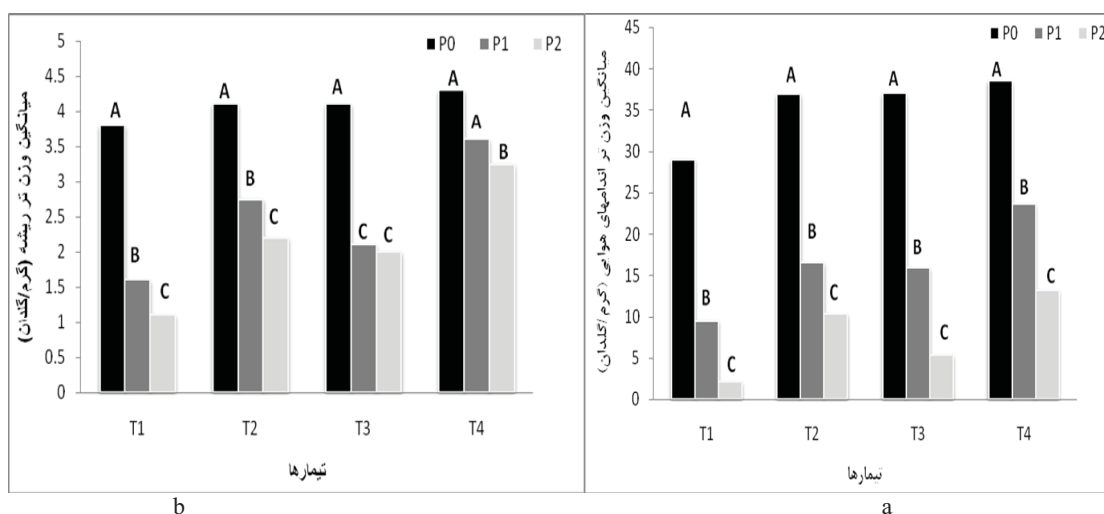 P0 P1 P2
میانگین وزن تر ریشه (گرم/گلدان)
5
4.5
4
3.5
3
2.5
2
1.5
1
0.5
0
A B C
A B C
A C C
A A B
T1 T2 T3 T4
تیمارها
b
P0 P1 P2
میانگین وزن تر اندامهای هوایی (گرم/گلدان)
45
40
35
30
25
20
15
10
5
0
A B C
A B C
A B C
A B C
T1 T2 T3 T4
تیمارها
a